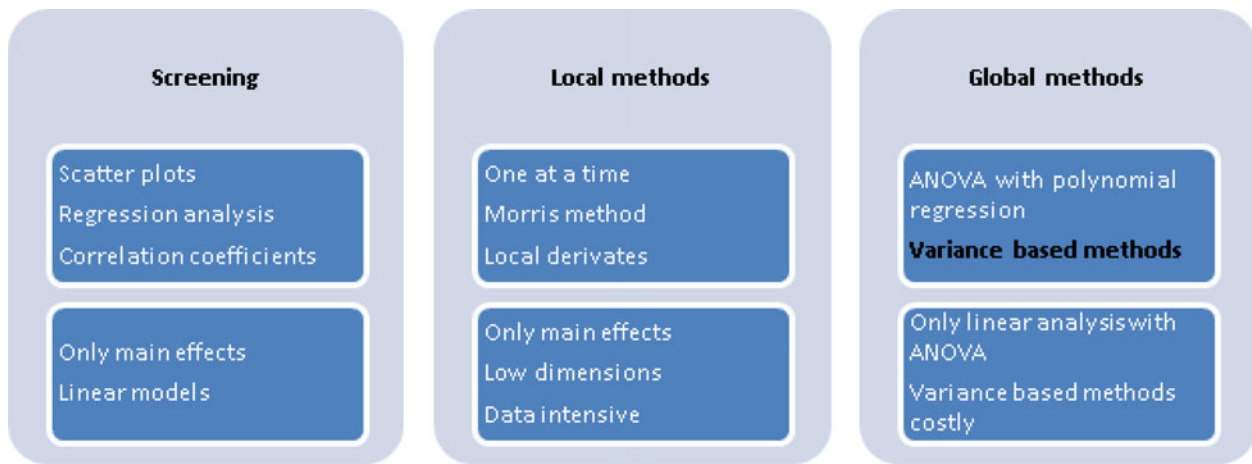 Screening
Scatter plots
Regression analysis
Correlation coefficients
Only main effects
Linear models
Local methods
One at a time
Morris method
Local derivates
Only main effects
Low dimensions
Data intensive
Global methods
ANOVA with polynomial
regression
Variance based methods
Only linear analysis with
ANOVA
Variance based methods
costly